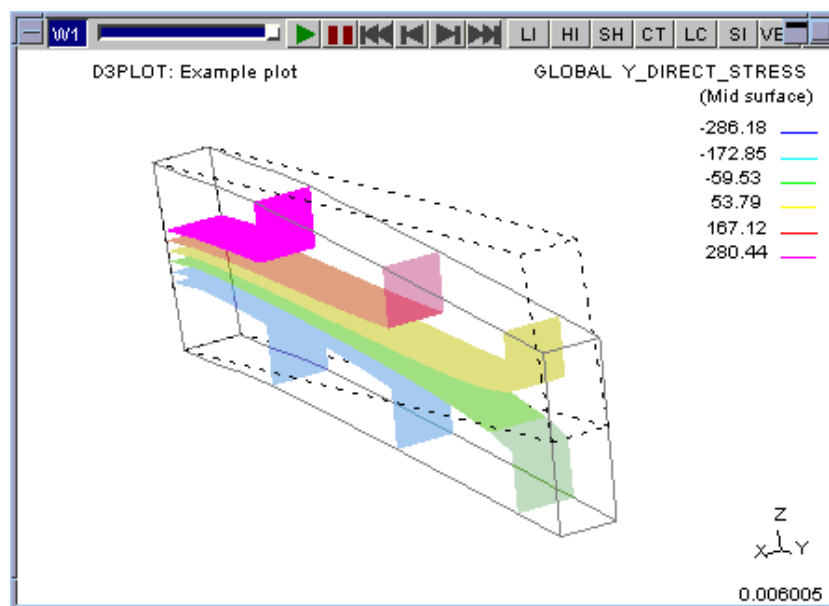 W1 LI HI SH CT LC SI VE
D3PLOT: Example plot
GLOBAL Y_DIRECT_STRESS
(Mid surface)
-286.18
-172.85
-59.53
53.79
167.12
280.44
Z
X Y
0.006005